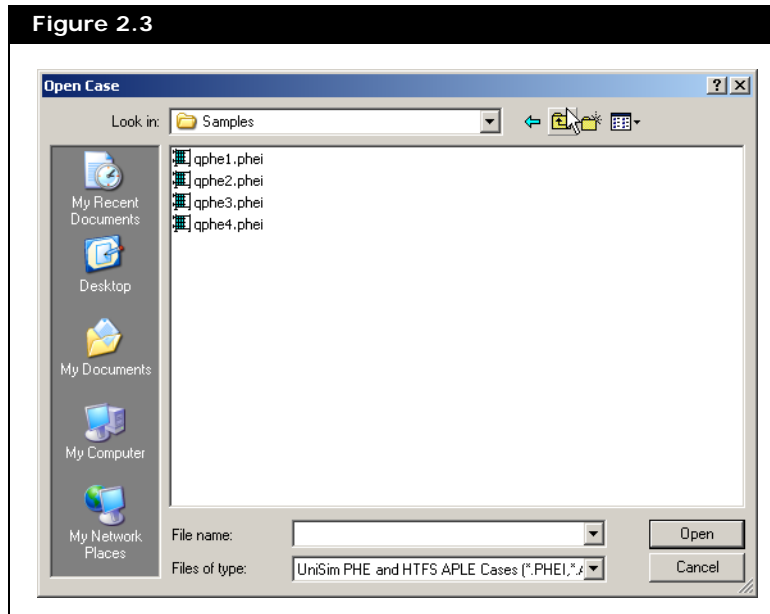 Figure 2.3
Open Case
Look in: Samples
qphe1.phei
qphe2.phei
qphe3.phei
qphe4.phei
My Recent
Documents
Desktop
My Documents
My Computer
My Network
Places
File name:
Open
Files of type: UniSim PHE and HTFS APLE Cases (*.PHEI,*.
Cancel